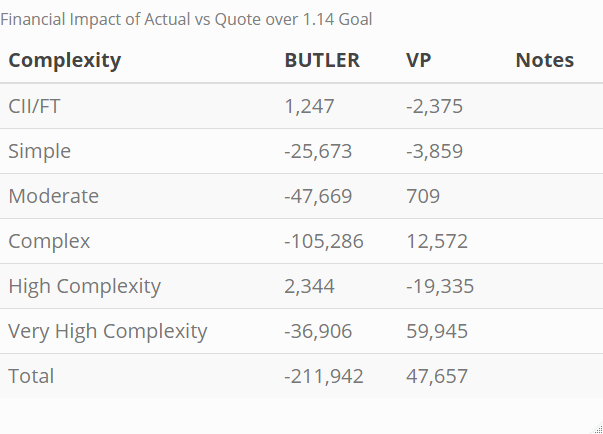 Financial Impact of Actual vs Quote over 1.14 Goal
Complexity BUTLER VP Notes
CII/FT 1,247 -2,375
Simple -25,673 -3,859
Moderate -47,669 709
Complex -105,286 12,572
High Complexity 2,344 -19,335
Very High Complexity -36,906 59,945
Total -211,942 47,657